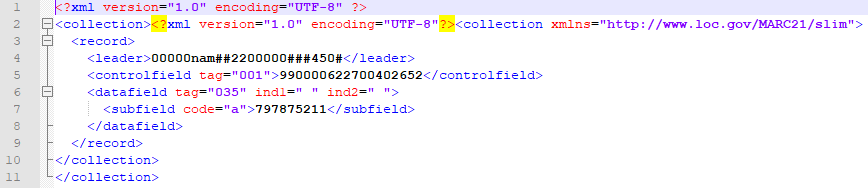 1 <?xml version="1.0" encoding="UTF-8" ?>
2 <collection><?xml version="1.0" encoding="UTF-8"?><collection xmlns="http://www.loc.gov/MARC21/slim">
3   <record>
4     <leader>00000nam##2200000###450#</leader>
5     <controlfield tag="001">990000622700402652</controlfield>
6     <datafield tag="035" ind1=" " ind2=" ">
7       <subfield code="a">797875211</subfield>
8     </datafield>
9   </record>
10 </collection>
11 </collection>